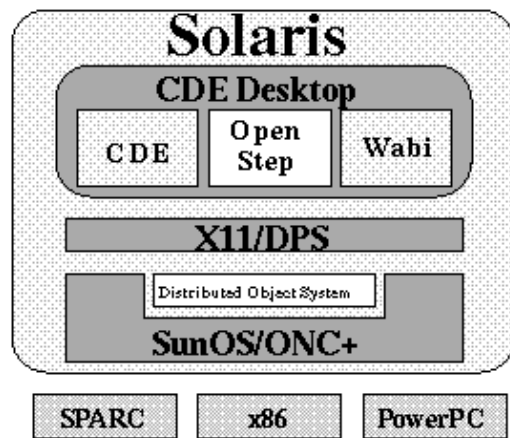 Solaris
CDE Desktop
CDE
Open
Step
Wabi
X11/DPS
Distributed Object System
SunOS/ONC+
SPARC
x86
PowerPC